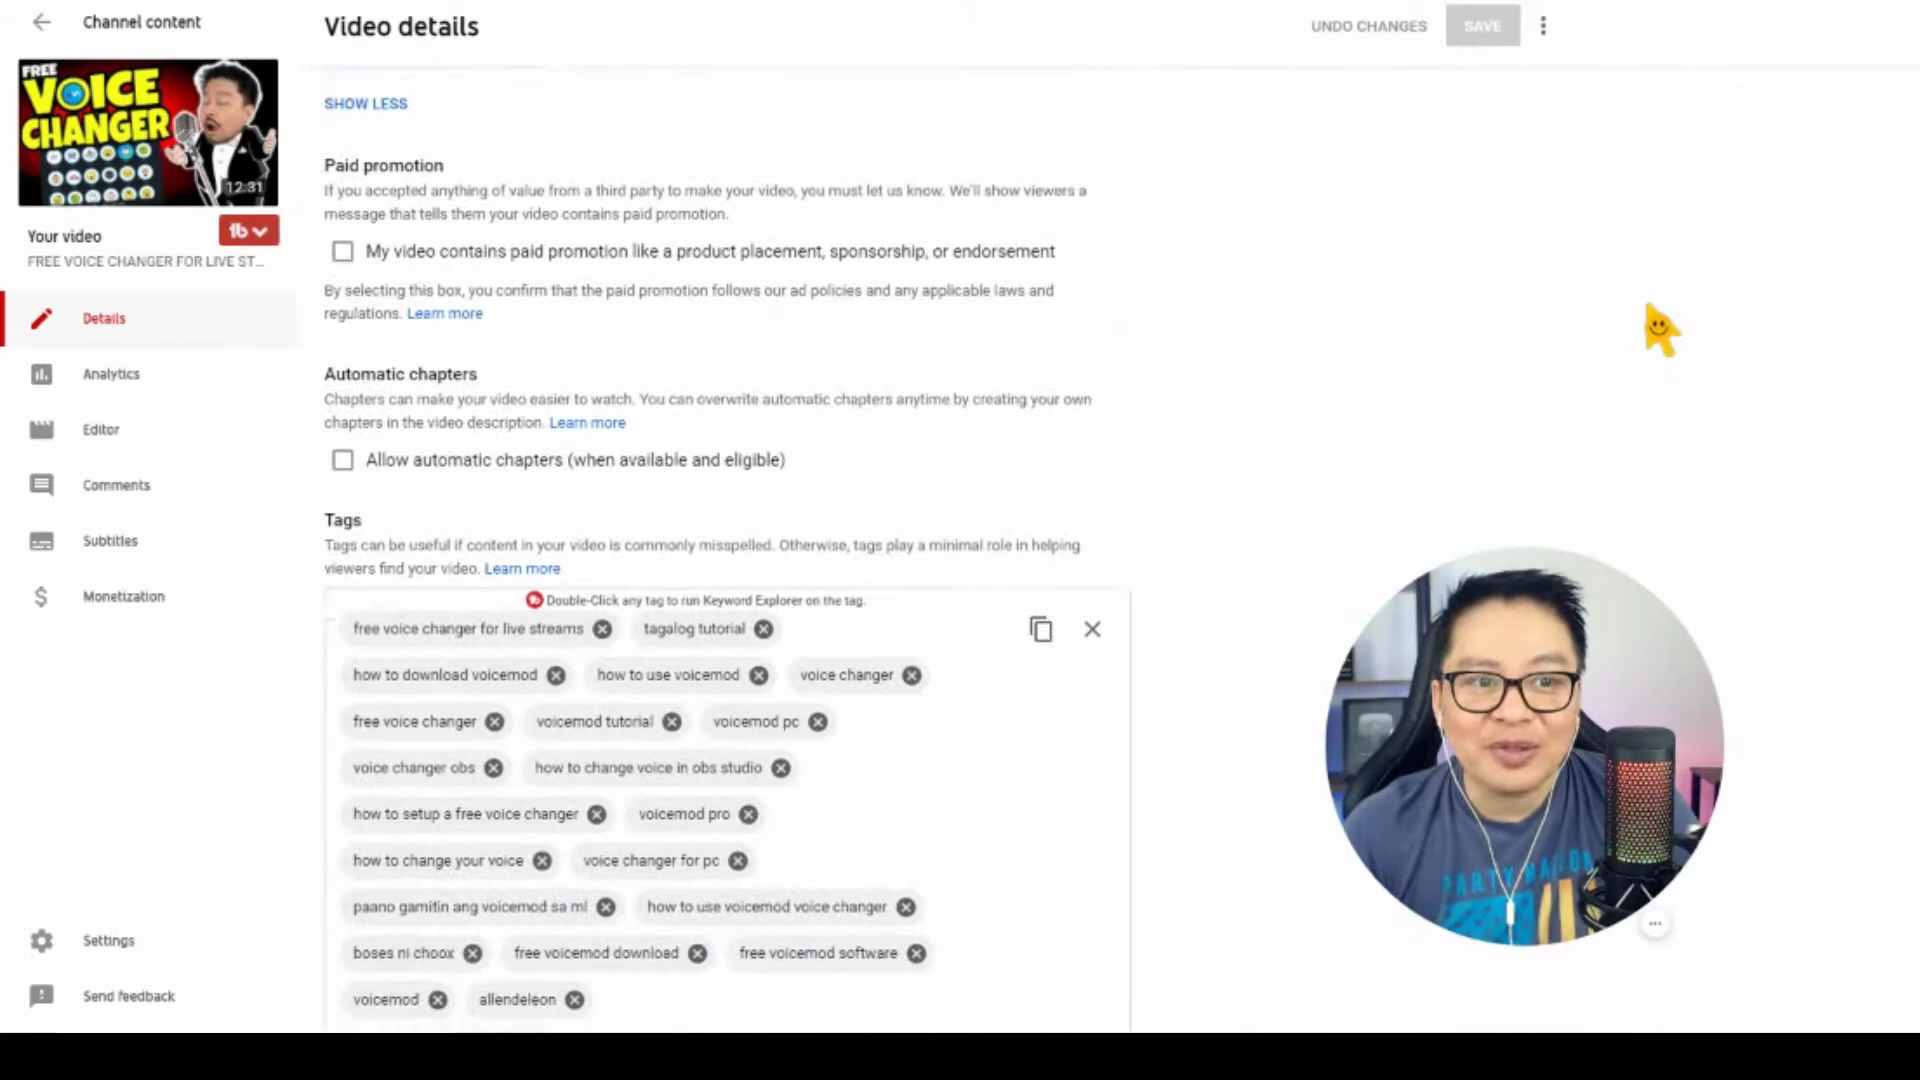 Channel content
Video details
UNDO CHANGES
SAVE
FREE
VOICE
CHANGER
12:31
Your video
FREE VOICE CHANGER FOR LIVE ST...
Details
Analytics
Editor
Comments
Subtitles
Monetization
Settings
Send feedback
SHOW LESS
Paid promotion
If you accepted anything of value from a third party to make your video, you must let us know. We'll show viewers a
message that tells them your video contains paid promotion.
My video contains paid promotion like a product placement, sponsorship, or endorsement
By selecting this box, you confirm that the paid promotion follows our ad policies and any applicable laws and
regulations. Learn more
Automatic chapters
Chapters can make your video easier to watch. You can overwrite automatic chapters anytime by creating your own
chapters in the video description. Learn more
Allow automatic chapters (when available and eligible)
Tags
Tags can be useful if content in your video is commonly misspelled. Otherwise, tags play a minimal role in helping
viewers find your video. Learn more
Double-Click any tag to run Keyword Explorer on the tag.
free voice changer for live streams tagalog tutorial
how to download voicemod how to use voicemod voice changer
free voice changer voicemod tutorial voicemod pc
voice changer obs how to change voice in obs studio
how to setup a free voice changer voicemod pro
how to change your voice voice changer for pc
paano gamitin ang voicemod sa ml how to use voicemod voice changer
boses ni choox free voicemod download free voicemod software
voicemod allendeleon
PARTY NATION